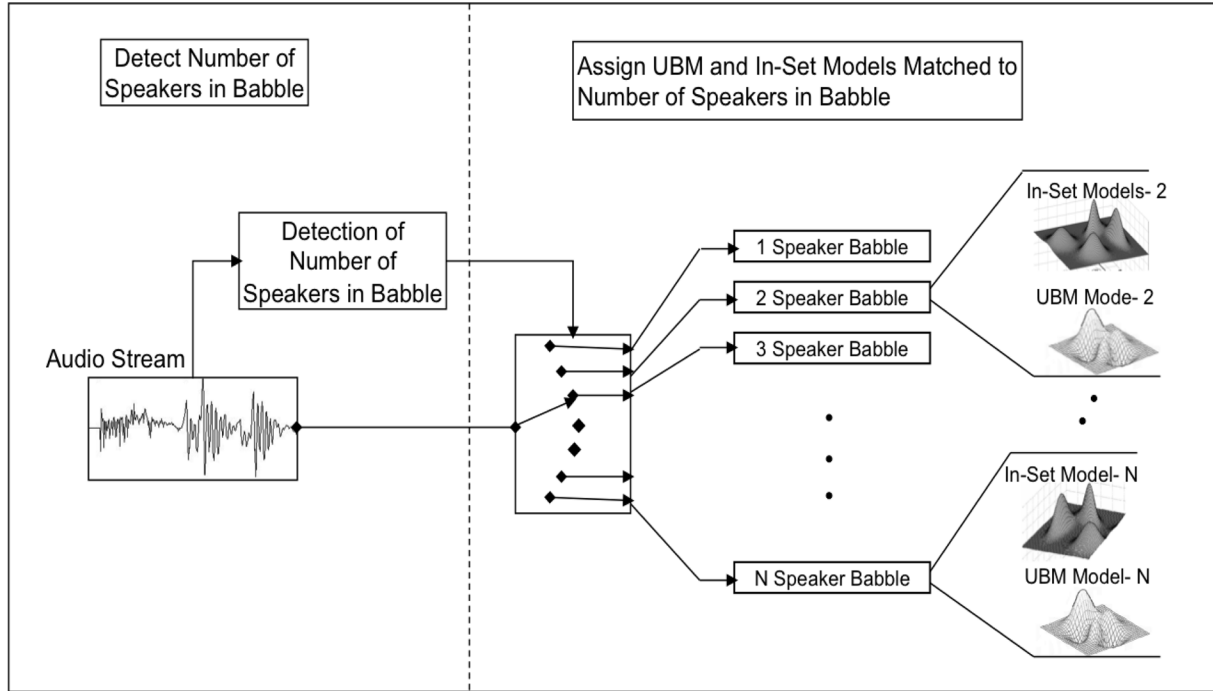 Detect Number of
Speakers in Babble
Assign UBM and In-Set Models Matched to
Number of Speakers in Babble
Detection of
Number of
Speakers in Babble
Audio Stream
1 Speaker Babble
2 Speaker Babble
3 Speaker Babble
N Speaker Babble
In-Set Models- 2
UBM Mode- 2
In-Set Model- N
UBM Model- N